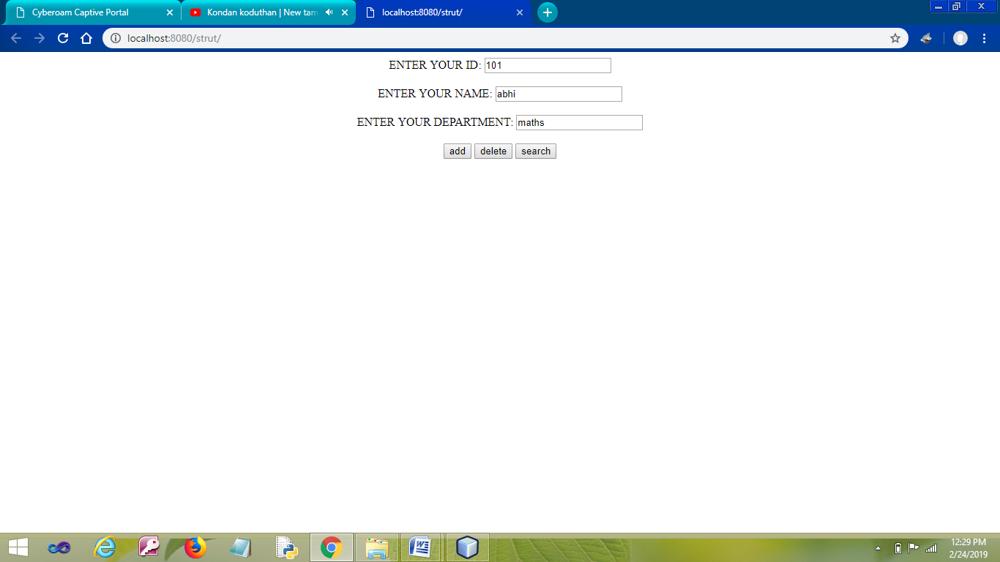 Cyberoam Captive Portal
Kondan koduthan | New tam
localhost:8080/strut/
localhost:8080/strut/
ENTER YOUR ID: 101
ENTER YOUR NAME: abhi
ENTER YOUR DEPARTMENT: maths
add delete search
12:29 PM
2/24/2019